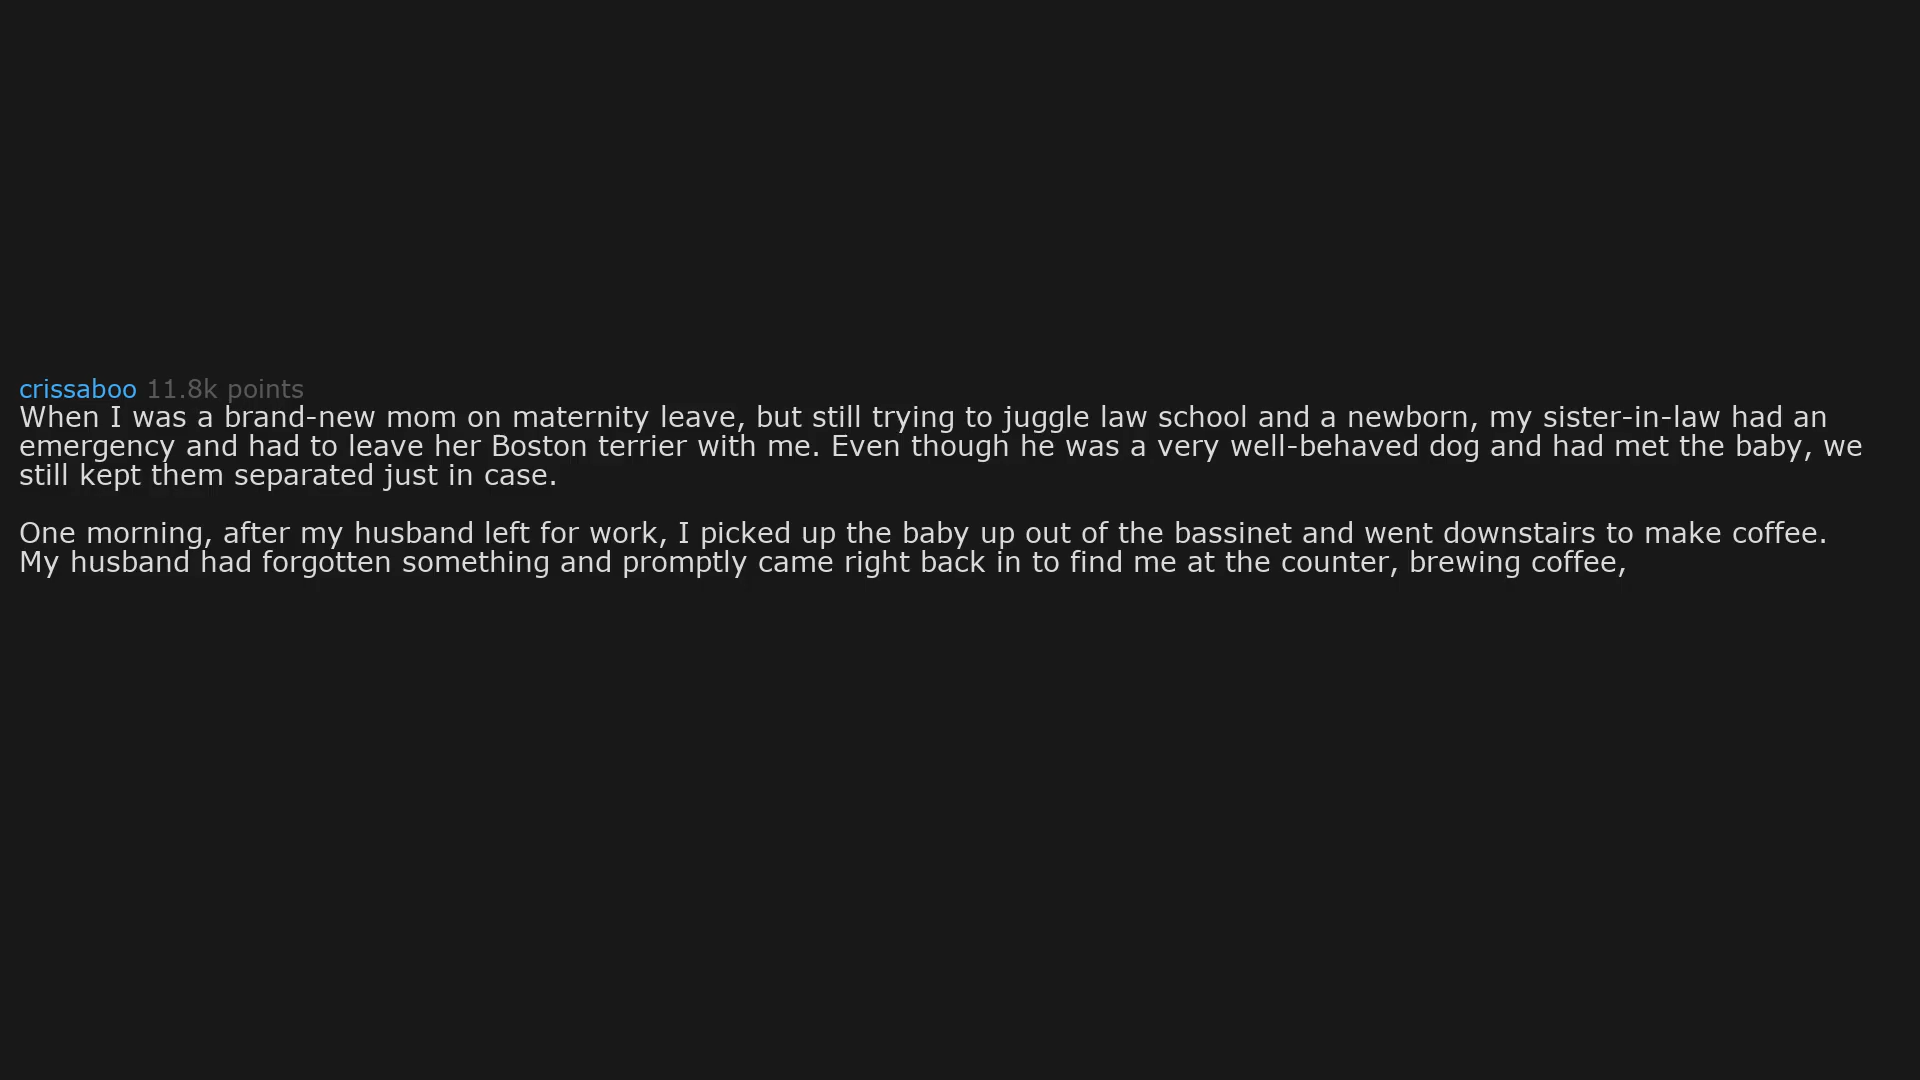 crissaboo 11.8k points
When I was a brand-new mom on maternity leave, but still trying to juggle law school and a newborn, my sister-in-law had an
emergency and had to leave her Boston terrier with me. Even though he was a very well-behaved dog and had met the baby, we
still kept them separated just in case.
One morning, after my husband left for work, I picked up the baby up out of the bassinet and went downstairs to make coffee.
My husband had forgotten something and promptly came right back in to find me at the counter, brewing coffee,